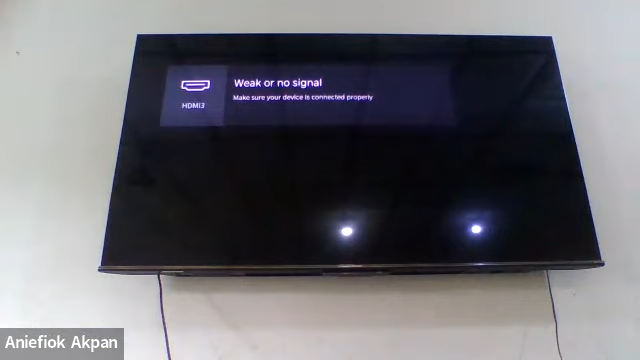 Weak or no signal
Make sure your device is connected properly
HDMI3
Aniefiok Akpan